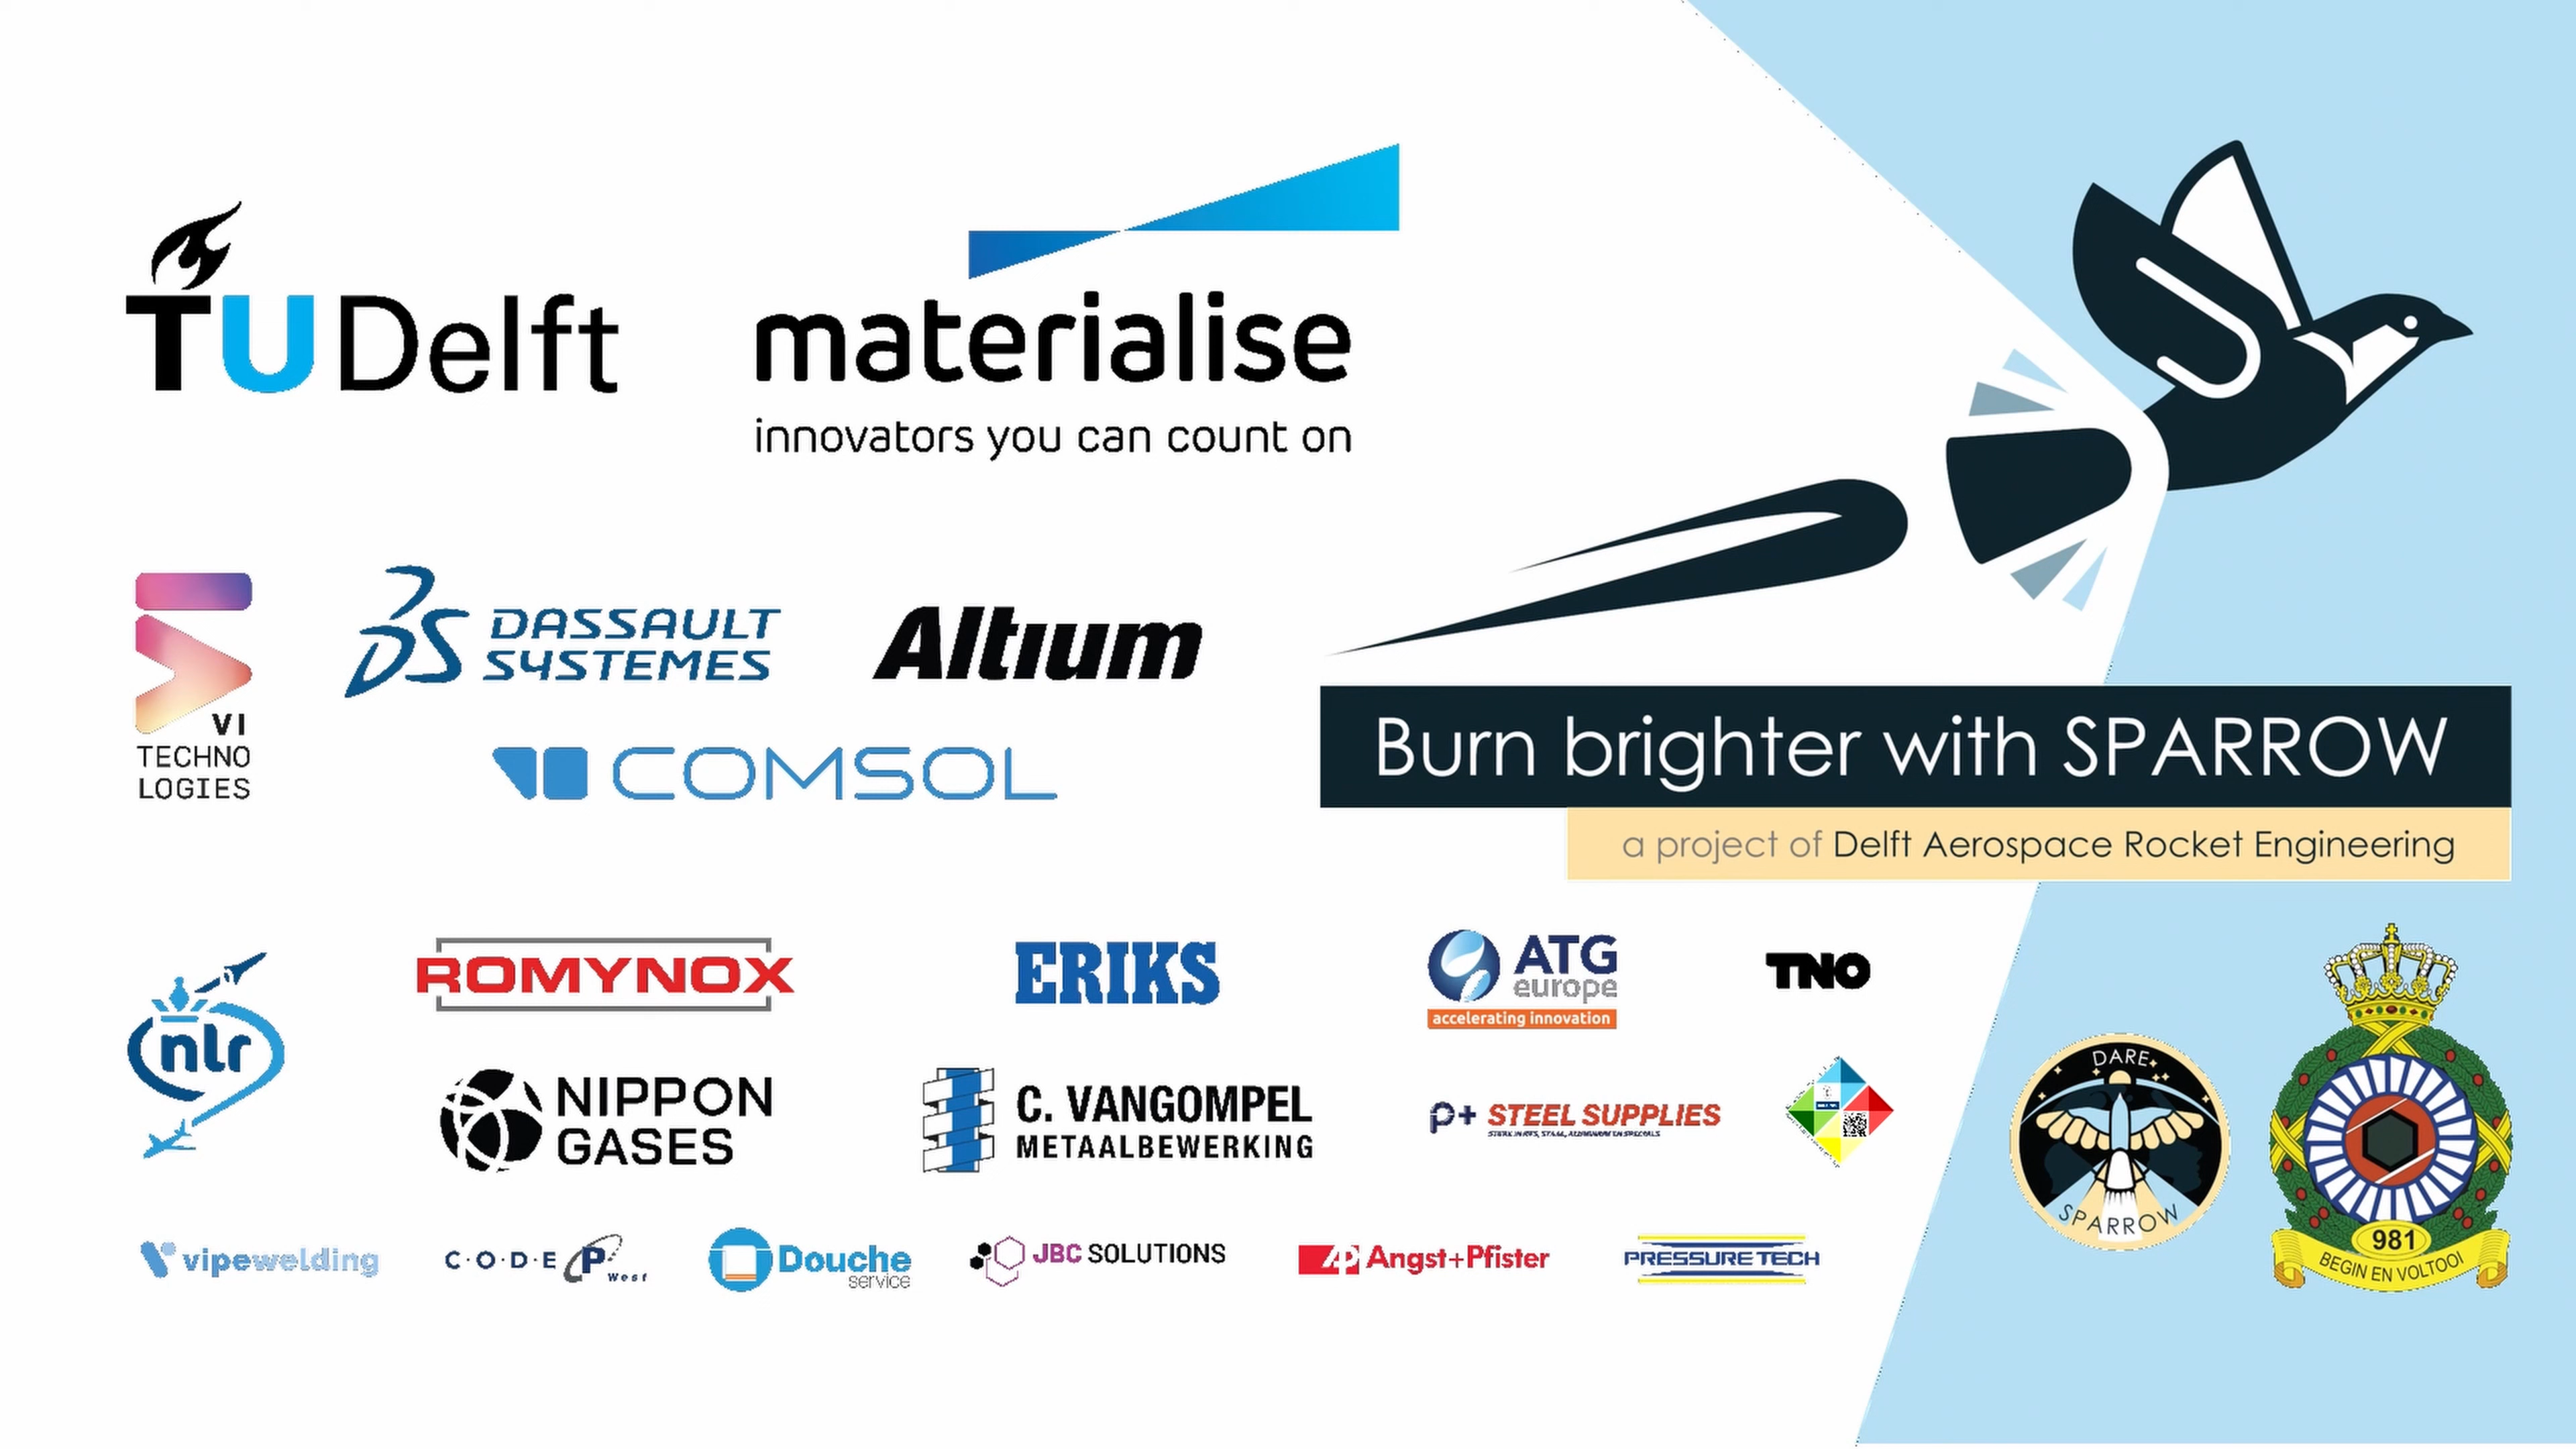 TU Delft
materialise
innovators you can count on
VI
TECHNO
LOGIES
DASSAULT
SYSTEMES
Altium
COMSOL
Burn brighter with SPARROW
a project of Delft Aerospace Rocket Engineering
nlr
ROMYNOX
ERIKS
ATG
europe
accelerating innovation
TNO
NIPPON
GASES
C. VANGOMPEL
METAALBEWERKING
P+ STEEL SUPPLIES
vipewelding
C·O·D·E P
West
Douche
service
JBC SOLUTIONS
Angst+Pfister
PRESSURE TECH
DARE
SPARROW
981
BEGIN EN VOLTOOI